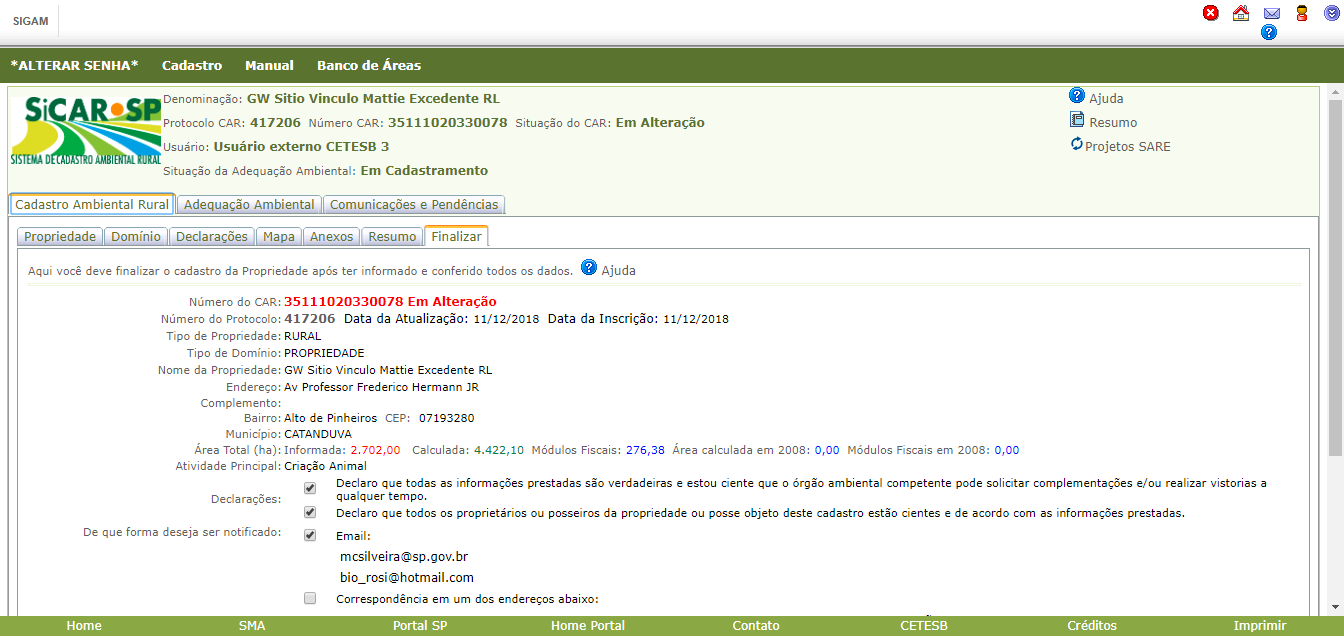 SIGAM
*ALTERAR SENHA* Cadastro Manual Banco de Áreas
SiCAR•SP
SISTEMA DE CADASTRO AMBIENTAL RURAL
Denominação: GW Sitio Vinculo Mattie Excedente RL
Protocolo CAR: 417206 Número CAR: 35111020330078 Situação do CAR: Em Alteração
Usuário: Usuário externo CETESB 3
Situação da Adequação Ambiental: Em Cadastramento
Ajuda
Resumo
Projetos SARE
Cadastro Ambiental Rural Adequação Ambiental Comunicações e Pendências
Propriedade Domínio Declarações Mapa Anexos Resumo Finalizar
Aqui você deve finalizar o cadastro da Propriedade após ter informado e conferido todos os dados. Ajuda
Número do CAR: 35111020330078 Em Alteração
Número do Protocolo: 417206 Data da Atualização: 11/12/2018 Data da Inscrição: 11/12/2018
Tipo de Propriedade: RURAL
Tipo de Domínio: PROPRIEDADE
Nome da Propriedade: GW Sitio Vinculo Mattie Excedente RL
Endereço: Av Professor Frederico Hermann JR
Complemento:
Bairro: Alto de Pinheiros CEP: 07193280
Município: CATANDUVA
Área Total (ha): Informada: 2.702,00 Calculada: 4.422,10 Módulos Fiscais: 276,38 Área calculada em 2008: 0,00 Módulos Fiscais em 2008: 0,00
Atividade Principal: Criação Animal
Declarações: Declaro que todas as informações prestadas são verdadeiras e estou ciente que o órgão ambiental competente pode solicitar complementações e/ou realizar vistorias a
qualquer tempo.
Declaro que todos os proprietários ou posseiros da propriedade ou posse objeto deste cadastro estão cientes e de acordo com as informações prestadas.
De que forma deseja ser notificado: Email:
mcsilveira@sp.gov.br
bio_rosi@hotmail.com
Correspondência em um dos endereços abaixo:
Home SMA Portal SP Home Portal Contato CETESB Créditos Imprimir